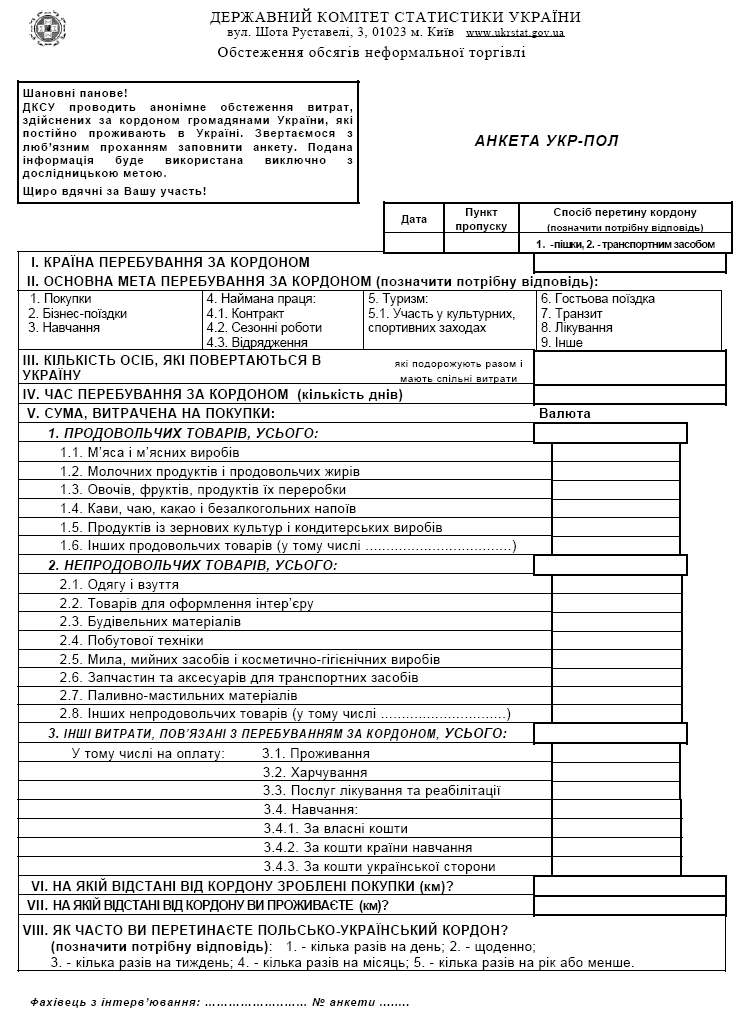 ДЕРЖАВНИЙ КОМІТЕТ СТАТИСТИКИ УКРАЇНИ
вул. Шота Руставелі, 3, 01023 м. Київ www.ukrstat.gov.ua
Обстеження обсягів неформальної торгівлі
Шановні панове!
ДКСУ проводить анонімне обстеження витрат,
здійснених за кордоном громадянами України, які
постійно проживають в Україні. Звертаємося з
люб’язним проханням заповнити анкету. Подана
інформація буде використана виключно з
дослідницькою метою.
Щиро вдячні за Вашу участь!
АНКЕТА УКР-ПОЛ
Дата
Пункт
пропуску
Спосіб перетину кордону
(позначити потрібну відповідь)
1. -пішки, 2. - транспортним засобом
І. КРАЇНА ПЕРЕБУВАННЯ ЗА КОРДОНОМ
ІІ. ОСНОВНА МЕТА ПЕРЕБУВАННЯ ЗА КОРДОНОМ (позначити потрібну відповідь):
1. Покупки
2. Бізнес-поїздки
3. Навчання
4. Наймана праця:
4.1. Контракт
4.2. Сезонні роботи
4.3. Відрядження
5. Туризм:
5.1. Участь у культурних,
спортивних заходах
6. Гостьова поїздка
7. Транзит
8. Лікування
9. Інше
ІІІ. КІЛЬКІСТЬ ОСІБ, ЯКІ ПОВЕРТАЮТЬСЯ В
УКРАЇНУ
які подорожують разом і
мають спільні витрати
IV. ЧАС ПЕРЕБУВАННЯ ЗА КОРДОНОМ (кількість днів)
V. СУМА, ВИТРАЧЕНА НА ПОКУПКИ: Валюта
1. ПРОДОВОЛЬЧИХ ТОВАРІВ, УСЬОГО:
1.1. М’яса і м’ясних виробів
1.2. Молочних продуктів і продовольчих жирів
1.3. Овочів, фруктів, продуктів їх переробки
1.4. Кави, чаю, какао і безалкогольних напоїв
1.5. Продуктів із зернових культур і кондитерських виробів
1.6. Інших продовольчих товарів (у тому числі ...................................)
2. НЕПРОДОВОЛЬЧИХ ТОВАРІВ, УСЬОГО:
2.1. Одягу і взуття
2.2. Товарів для оформлення інтер’єру
2.3. Будівельних матеріалів
2.4. Побутової техніки
2.5. Мила, мийних засобів і косметично-гігієнічних виробів
2.6. Запчастин та аксесуарів для транспортних засобів
2.7. Паливно-мастильних матеріалів
2.8. Інших непродовольчих товарів (у тому числі ..............................)
3. ІНШІ ВИТРАТИ, ПОВ’ЯЗАНІ З ПЕРЕБУВАННЯМ ЗА КОРДОНОМ, УСЬОГО:
У тому числі на оплату: 3.1. Проживання
3.2. Харчування
3.3. Послуг лікування та реабілітації
3.4. Навчання:
3.4.1. За власні кошти
3.4.2. За кошти країни навчання
3.4.3. За кошти української сторони
VI. НА ЯКІЙ ВІДСТАНІ ВІД КОРДОНУ ЗРОБЛЕНІ ПОКУПКИ (км)?
VII. НА ЯКІЙ ВІДСТАНІ ВІД КОРДОНУ ВИ ПРОЖИВАЄТЕ (км)?
VIII. ЯК ЧАСТО ВИ ПЕРЕТИНАЄТЕ ПОЛЬСЬКО-УКРАЇНСЬКИЙ КОРДОН?
(позначити потрібну відповідь): 1. - кілька разів на день; 2. - щоденно;
3. - кілька разів на тиждень; 4. - кілька разів на місяць; 5. - кілька разів на рік або менше.
Фахівець з інтерв’ювання: ........................ № анкети ........